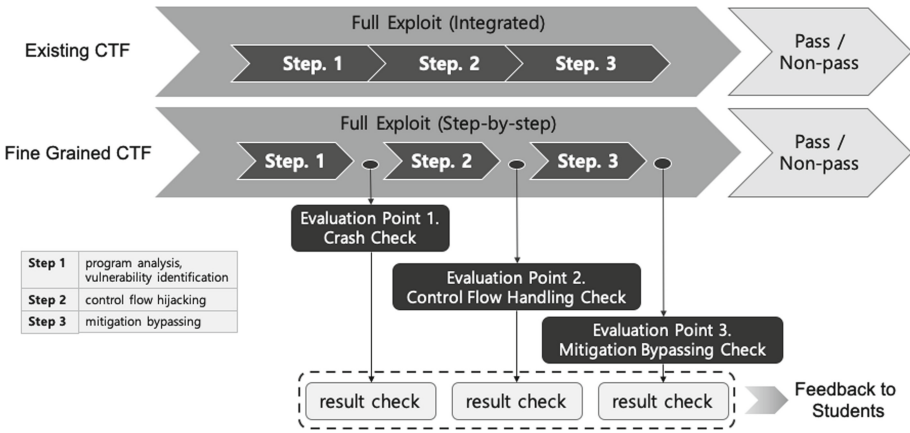 Existing CTF
Full Exploit (Integrated)
Step. 1
Step. 2
Step. 3
Pass /
Non-pass
Fine Grained CTF
Full Exploit (Step-by-step)
Step. 1
Step. 2
Step. 3
Pass /
Non-pass
Evaluation Point 1.
Crash Check
Evaluation Point 2.
Control Flow Handling Check
Evaluation Point 3.
Mitigation Bypassing Check
Step 1 program analysis,
vulnerability identification
Step 2 control flow hijacking
Step 3 mitigation bypassing
result check
result check
result check
Feedback to
Students